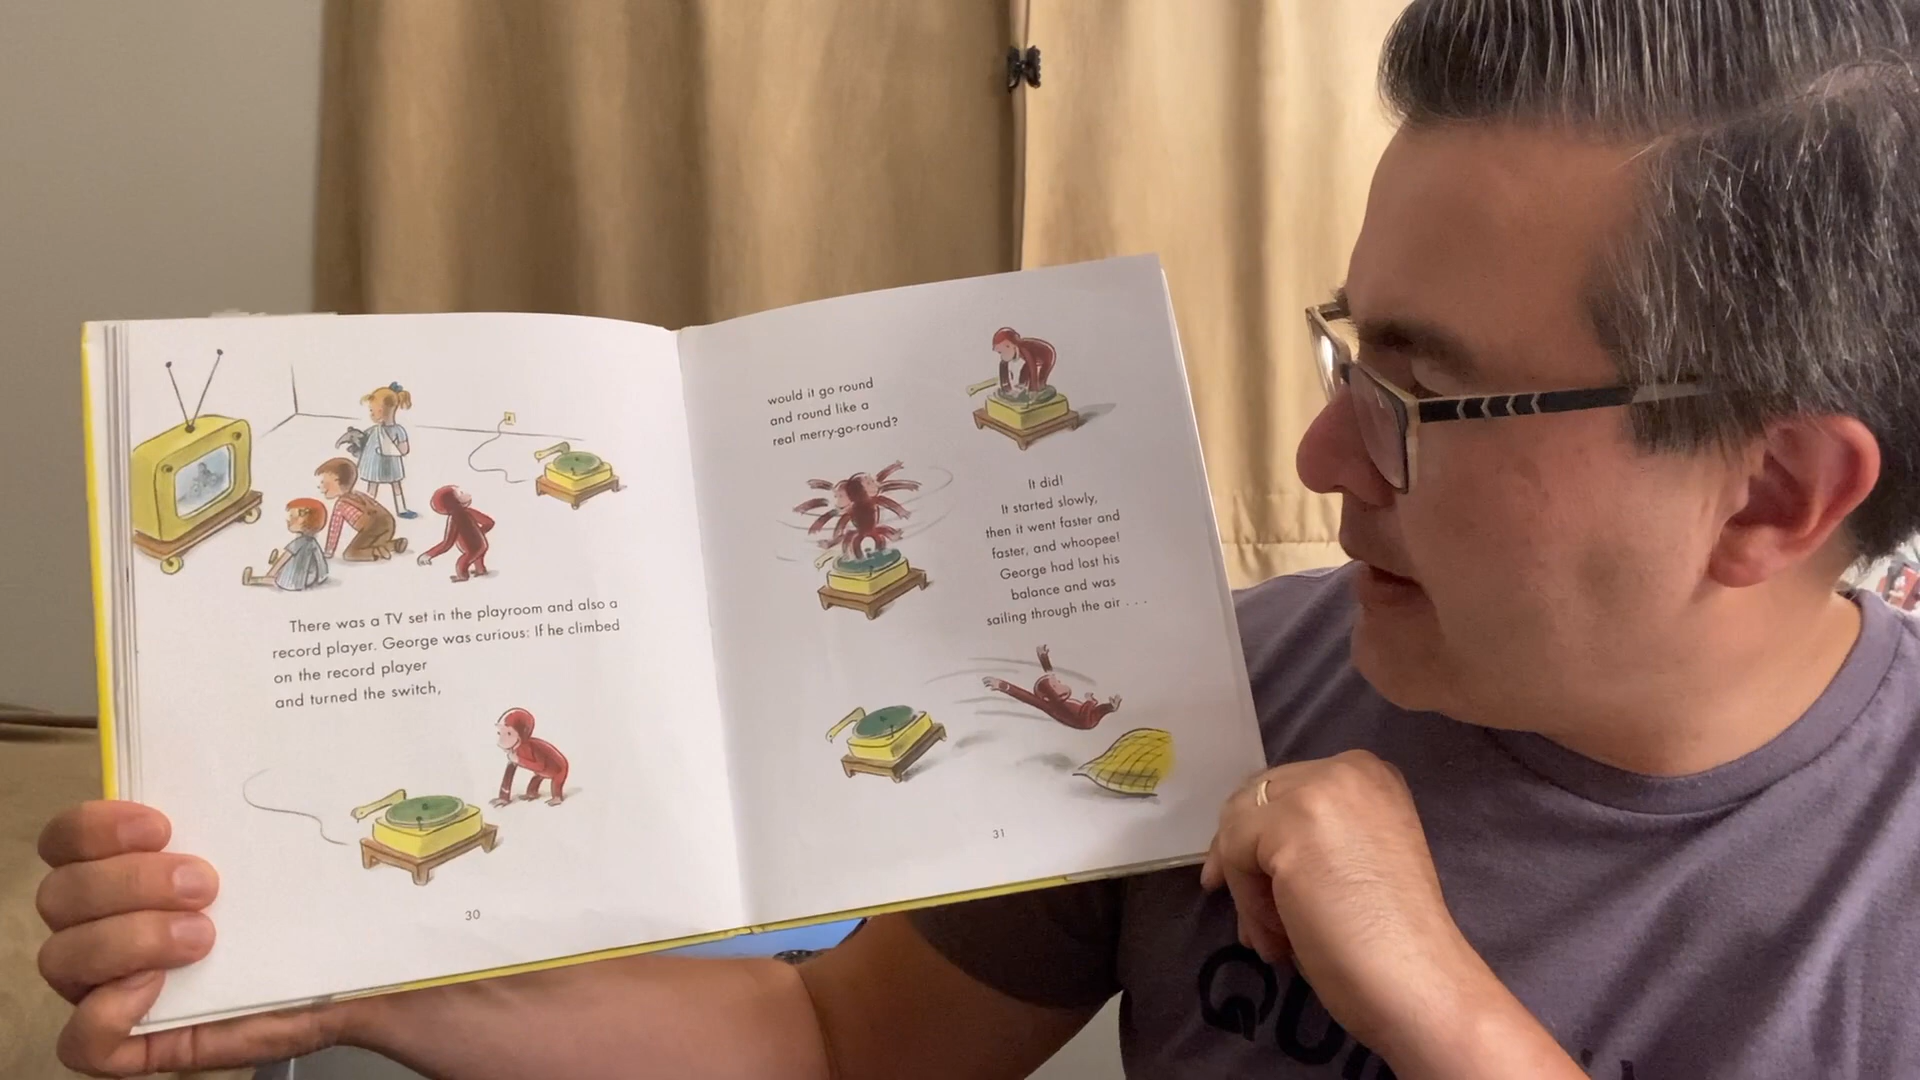 There was a TV set in the playroom and also a
record player. George was curious: If he climbed
on the record player
and turned the switch,
30
would it go round
and round like a
real merry-go-round?
It did!
It started slowly,
then it went faster and
faster, and whoopee!
George had lost his
balance and was
sailing through the air . . .
31